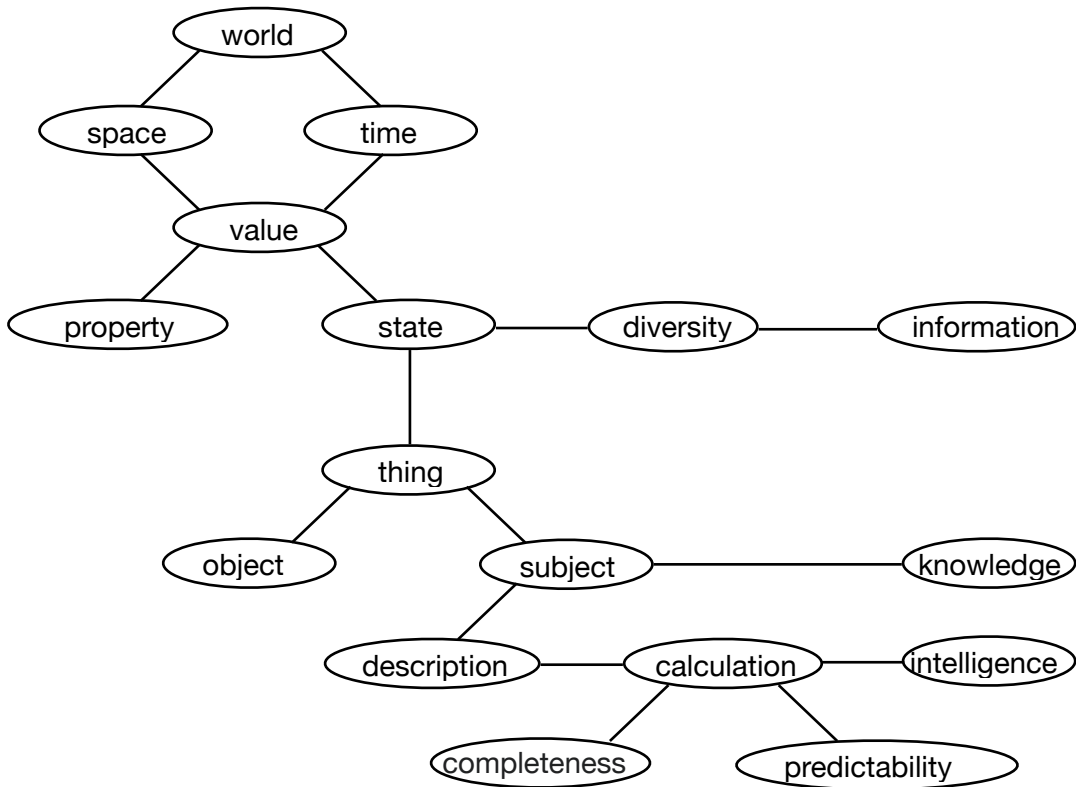 world
space
time
value
property
state
diversity
information
thing
object
subject
knowledge
description
calculation
intelligence
completeness
predictability